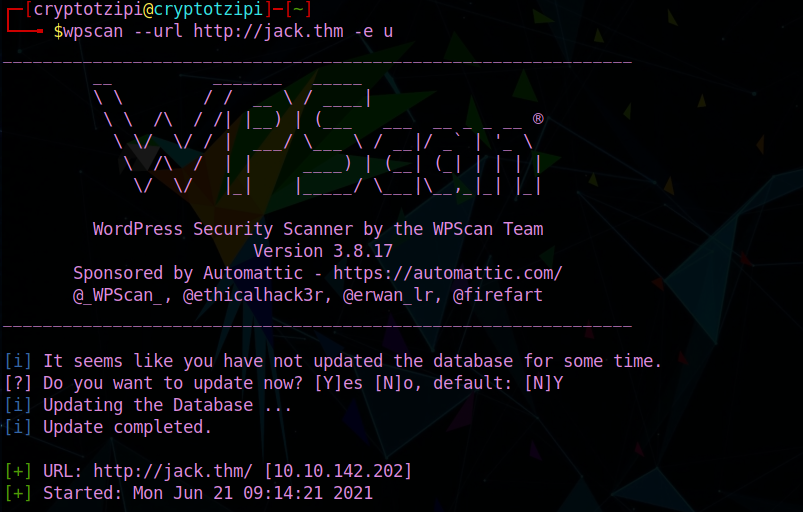 [cryptotzipi@cryptotzipi]-[~]
$wpscan --url http://jack.thm -e u
WPScan ®
WordPress Security Scanner by the WPScan Team
Version 3.8.17
Sponsored by Automattic - https://automattic.com/
@_WPScan_, @ethicalhack3r, @erwan_lr, @firefart
[i] It seems like you have not updated the database for some time.
[?] Do you want to update now? [Y]es [N]o, default: [N]Y
[i] Updating the Database ...
[i] Update completed.
[+] URL: http://jack.thm/ [10.10.142.202]
[+] Started: Mon Jun 21 09:14:21 2021